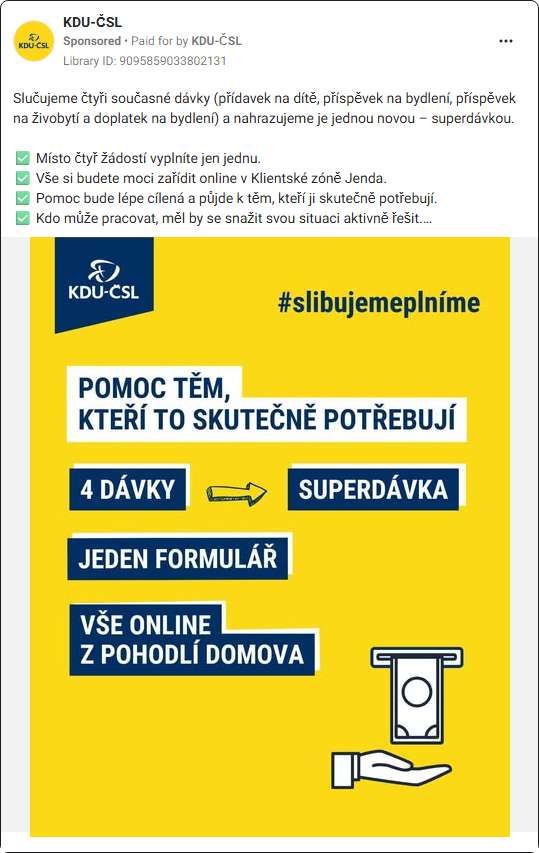 KDU-ČSL
Sponsored • Paid for by KDU-ČSL
Library ID: 9095859033802131
KDU-ČSL
Slučujeme čtyři současné dávky (přídavek na dítě, příspěvek na bydlení, příspěvek
na živobytí a doplatek na bydlení) a nahrazujeme je jednou novou – superdávkou.
✅ Místo čtyř žádostí vyplníte jen jednu.
✅ Vše si budete moci zařídit online v Klientské zóně Jenda.
✅ Pomoc bude lépe cílená a půjde k těm, kteří ji skutečně potřebují.
✅ Kdo může pracovat, měl by se snažit svou situaci aktivně řešit....
KDU-ČSL
#slibujemeplníme
POMOC TĚM,
KTEŘÍ TO SKUTEČNĚ POTŘEBUJÍ
4 DÁVKY
SUPERDÁVKA
JEDEN FORMULÁŘ
VŠE ONLINE
Z POHODLÍ DOMOVA